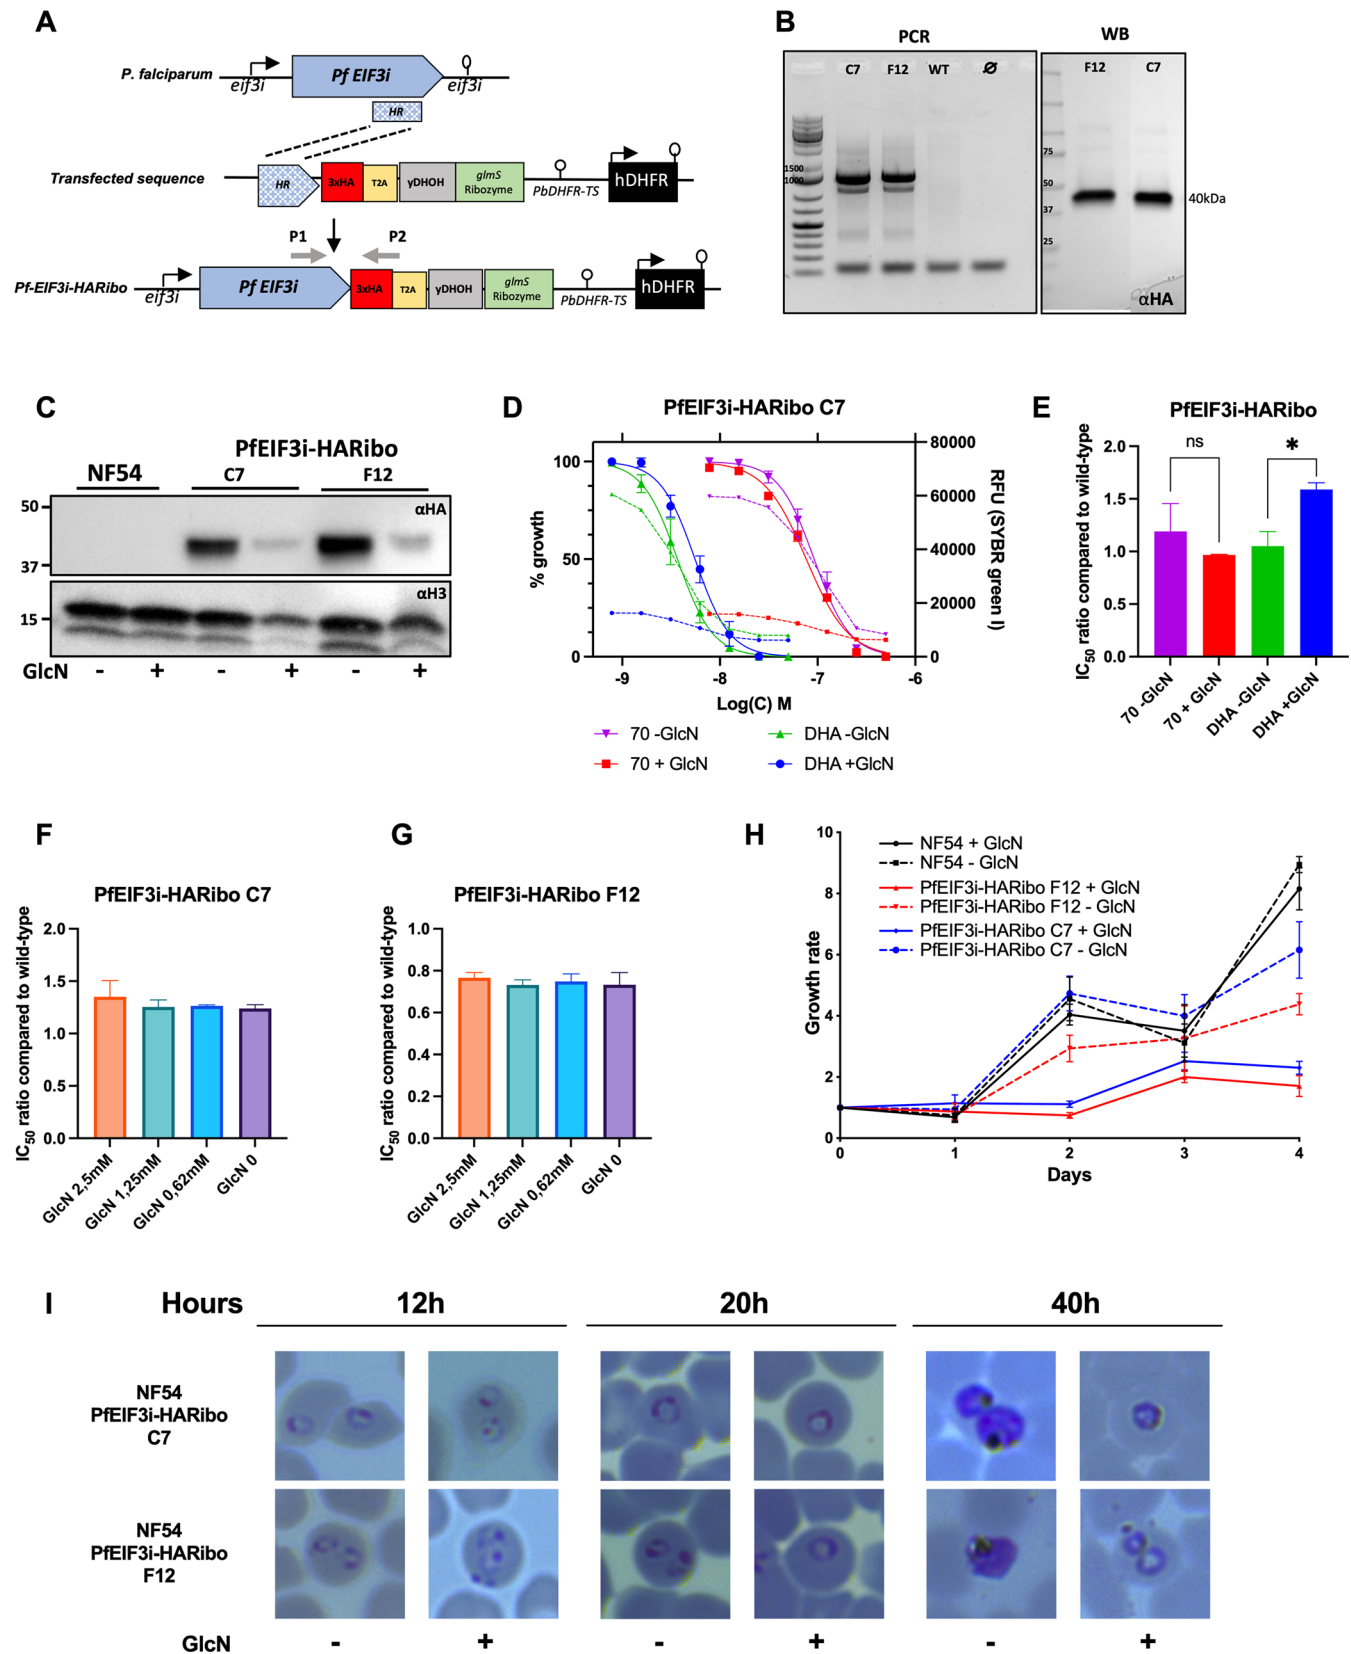 A
P. falciparum
eif3i
Pf EIF3i
eif3i
HR
Transfected sequence
HR
3xHA
T2A
yDHOH
glmS
Ribozyme
PbDHFR-TS
hDHFR
P1
P2
Pf-EIF3i-HARibo
eif3i
Pf EIF3i
3xHA
T2A
yDHOH
glmS
Ribozyme
PbDHFR-TS
hDHFR
B
PCR
WB
C7 F12 WT Ø
F12 C7
1500
1000
75
50
37
25
40kDa
αHA
C
PfEIF3i-HARibo
NF54 C7 F12
50
37
αHA
15
αH3
GlcN - + - + - +
D
PfEIF3i-HARibo C7
% growth
100
50
0
80000
60000
40000
20000
0
RFU (SYBR green I)
-9 -8 -7 -6
Log(C) M
70 -GlcN
DHA -GlcN
70 + GlcN
DHA +GlcN
E
PfEIF3i-HARibo
IC50 ratio compared to wild-type
2.0
1.5
1.0
0.5
0.0
ns
*
70 -GlcN
70 + GlcN
DHA -GlcN
DHA +GlcN
F
PfEIF3i-HARibo C7
IC50 ratio compared to wild-type
2.0
1.5
1.0
0.5
0.0
GlcN 2,5mM
GlcN 1,25mM
GlcN 0,62mM
GlcN 0
G
PfEIF3i-HARibo F12
IC50 ratio compared to wild-type
1.0
0.8
0.6
0.4
0.2
0.0
GlcN 2,5mM
GlcN 1,25mM
GlcN 0,62mM
GlcN 0
H
Growth rate
10
8
6
4
2
0
NF54 + GlcN
NF54 - GlcN
PfEIF3i-HARibo F12 + GlcN
PfEIF3i-HARibo F12 - GlcN
PfEIF3i-HARibo C7 + GlcN
PfEIF3i-HARibo C7 - GlcN
0 1 2 3 4
Days
I
Hours 12h 20h 40h
NF54
PfEIF3i-HARibo
C7
NF54
PfEIF3i-HARibo
F12
GlcN - + - + - +